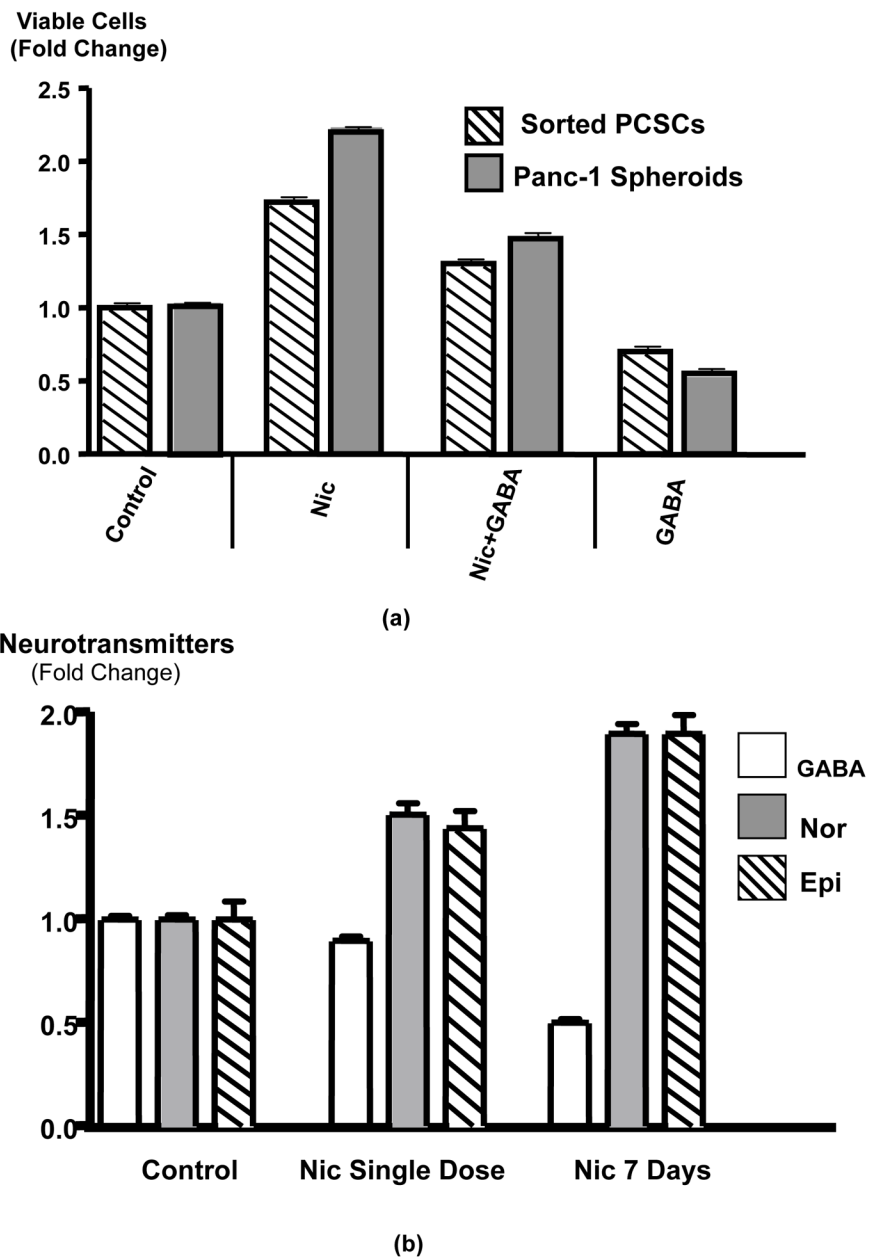 Viable Cells
(Fold Change)
2.5
2.0
1.5
1.0
0.5
0.0
Sorted PCSCs
Panc-1 Spheroids
Control
Nic
Nic+GABA
GABA
(a)
Neurotransmitters
(Fold Change)
2.0
1.5
1.0
0.5
0.0
GABA
Nor
Epi
Control
Nic Single Dose
Nic 7 Days
(b)